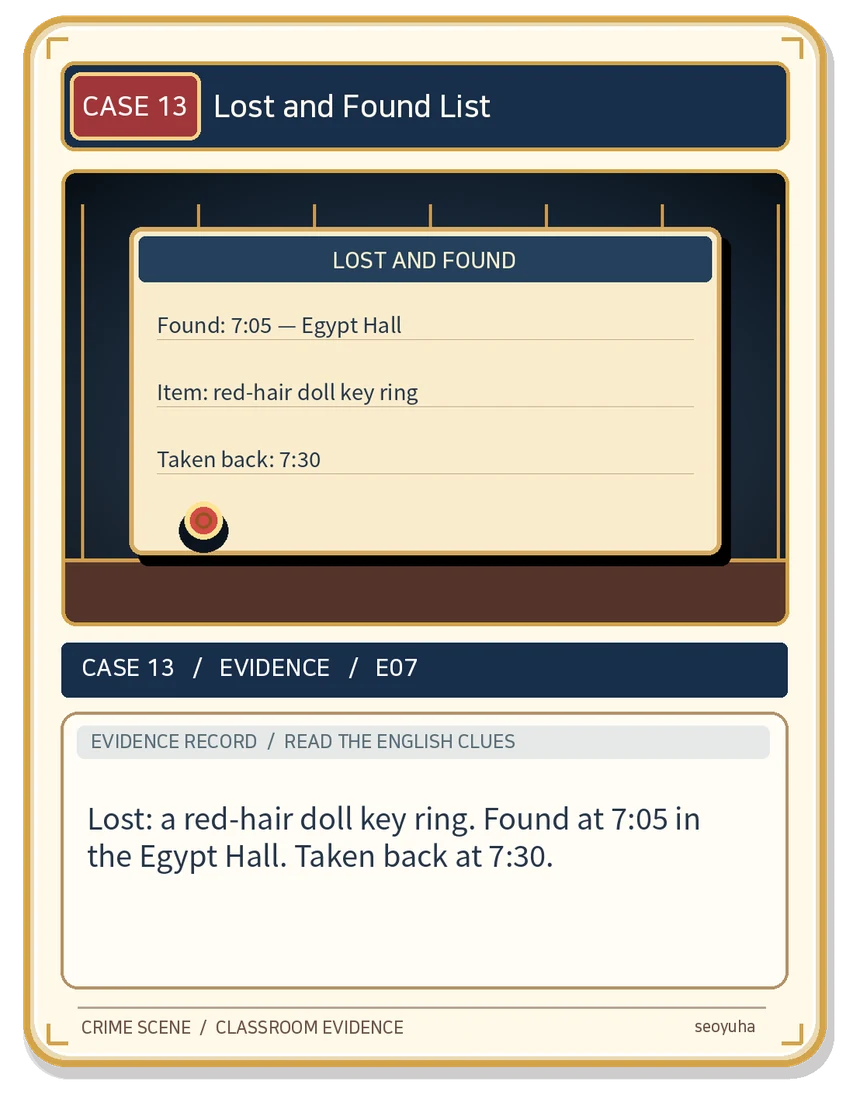 CASE 13 Lost and Found List
LOST AND FOUND
Found: 7:05 — Egypt Hall
Item: red-hair doll key ring
Taken back: 7:30
CASE 13 / EVIDENCE / E07
EVIDENCE RECORD / READ THE ENGLISH CLUES
Lost: a red-hair doll key ring. Found at 7:05 in
the Egypt Hall. Taken back at 7:30.
CRIME SCENE / CLASSROOM EVIDENCE seoyuha